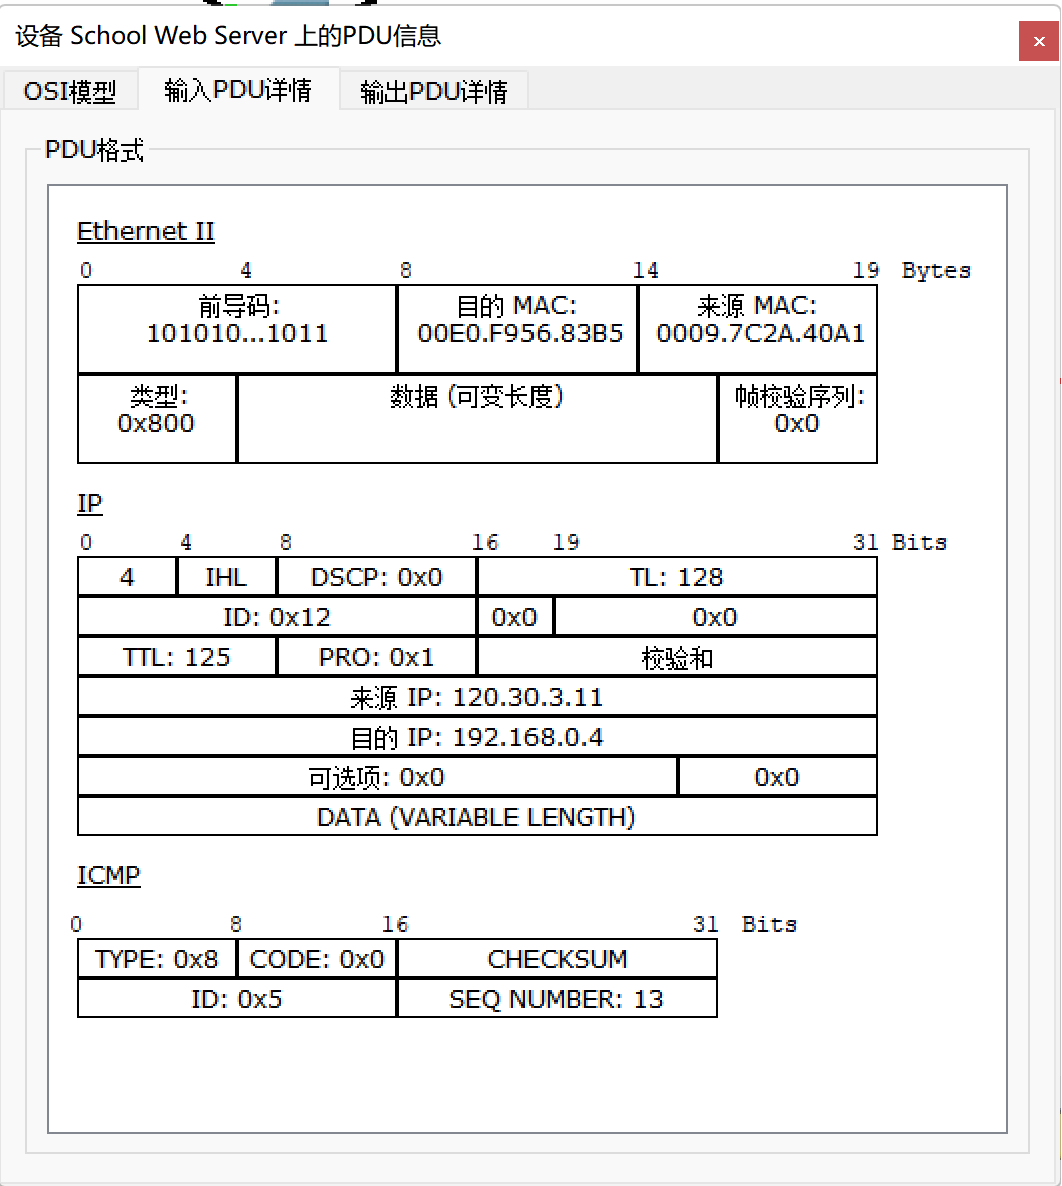 设备 School Web Server 上的PDU信息
×
OSI模型 输入PDU详情 输出PDU详情
PDU格式
Ethernet II
0 4 8 14 19 Bytes
前导码: 目的 MAC: 来源 MAC:
101010...1011 00E0.F956.83B5 0009.7C2A.40A1
类型: 数据 (可变长度) 帧校验序列:
0x800 0x0
IP
0 4 8 16 19 31 Bits
4 IHL DSCP: 0x0 TL: 128
ID: 0x12 0x0 0x0
TTL: 125 PRO: 0x1 校验和
来源 IP: 120.30.3.11
目的 IP: 192.168.0.4
可选项: 0x0 0x0
DATA (VARIABLE LENGTH)
ICMP
0 8 16 31 Bits
TYPE: 0x8 CODE: 0x0 CHECKSUM
ID: 0x5 SEQ NUMBER: 13